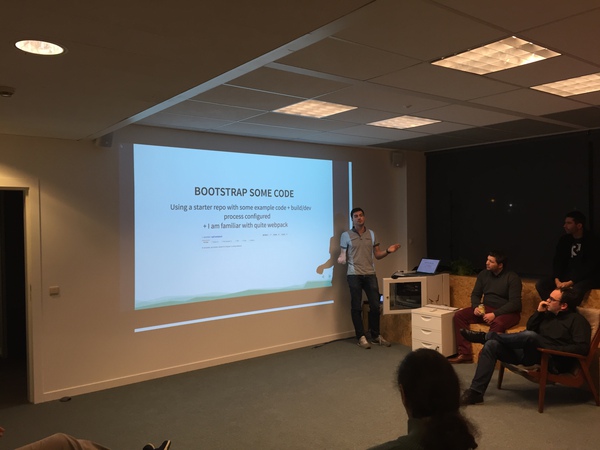 BOOTSTRAP SOME CODE
Using a starter repo with some example code + build/dev
process configured
+ I am familiar with quite webpack